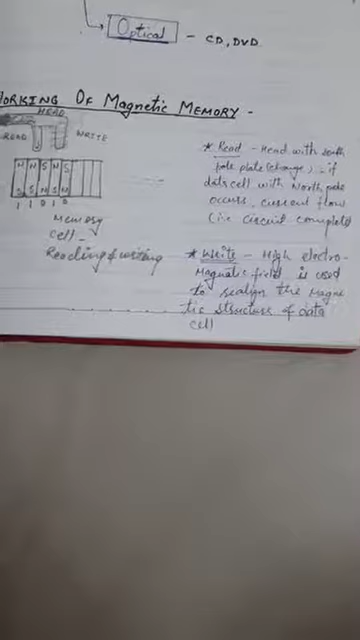 Optical - CD, DVD
WORKING OF MAGNETIC MEMORY -
HEAD
READ WRITE
N N S N S
S S N S N
1 1 0 1 0
Memory
cell -
Reading & writing
* Read - Head with south
pole plate (change). - if
data cell with North pole
occurs, current flow
(i.e circuit complete)
* Write - High electro-
Magnatic field is used
to realign the Magne
tic structure of data
cell